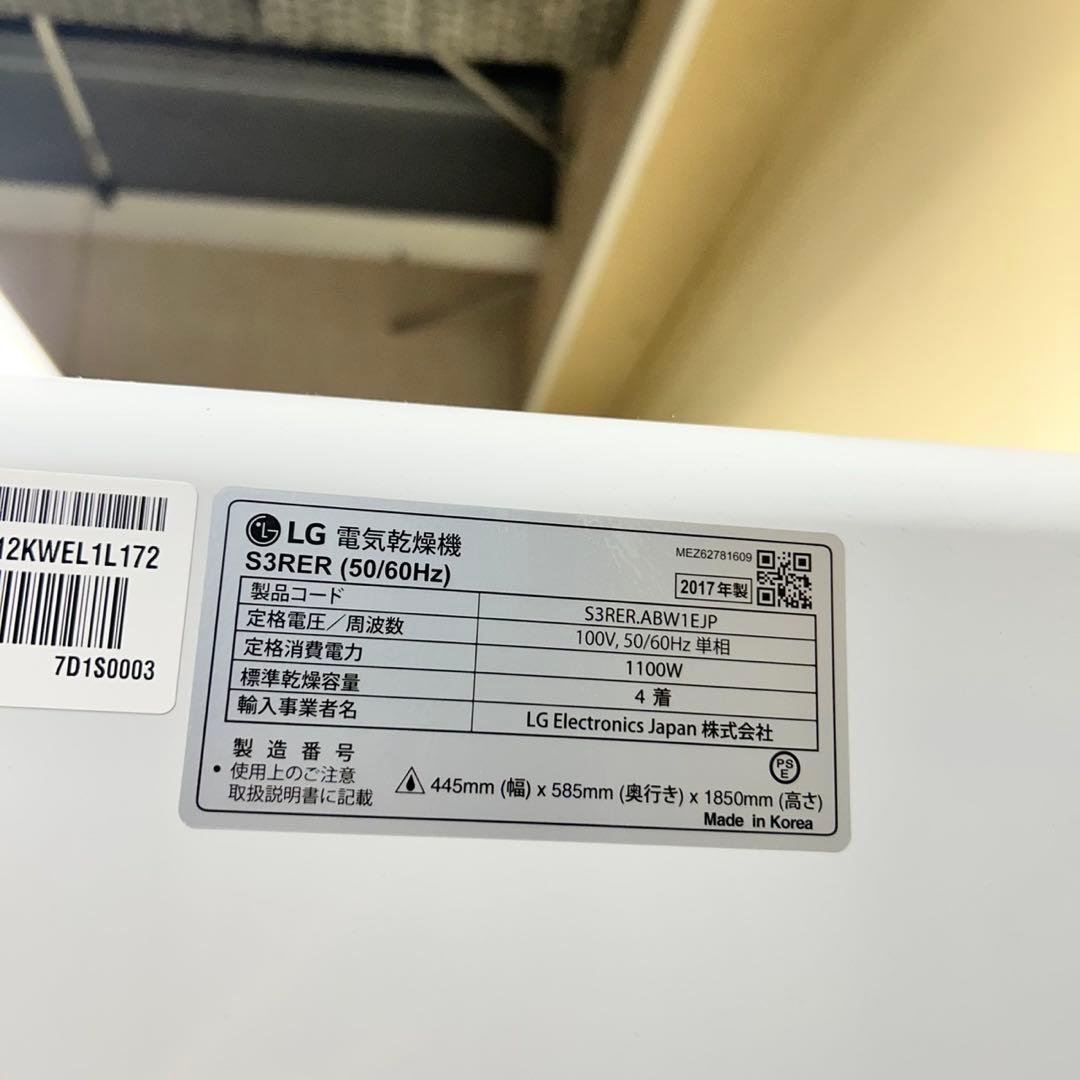 12KWEL1L172
7D1S0003
LG 電気乾燥機
S3RER (50/60Hz)
MEZ62781609
2017年製
製品コード S3RER.ABW1EJP
定格電圧／周波数 100V, 50/60Hz 単相
定格消費電力 1100W
標準乾燥容量 4 着
輸入事業者名 LG Electronics Japan 株式会社
製造番号
• 使用上のご注意
取扱説明書に記載
445mm (幅) x 585mm (奥行き) x 1850mm (高さ)
PS
E
Made in Korea